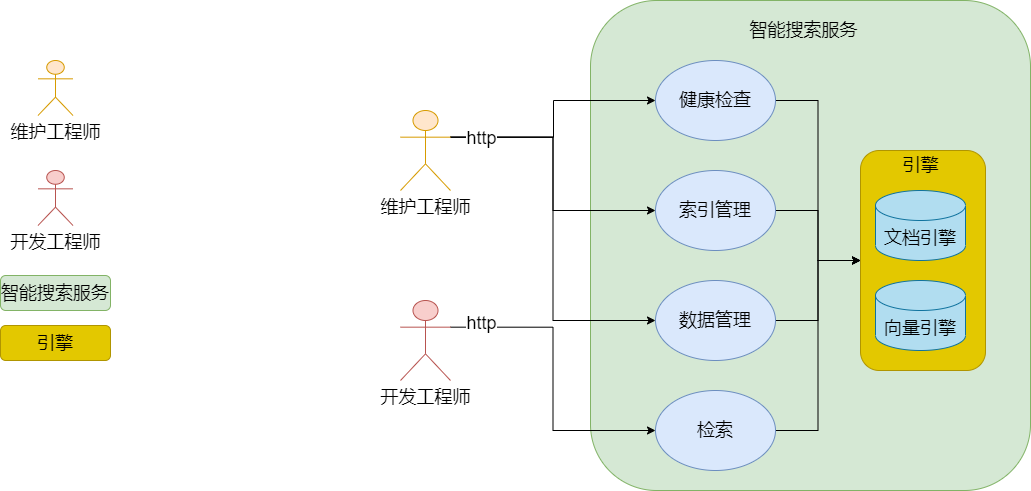 维护工程师
开发工程师
智能搜索服务
引擎
维护工程师
http
开发工程师
http
智能搜索服务
健康检查
索引管理
数据管理
检索
引擎
文档引擎
向量引擎